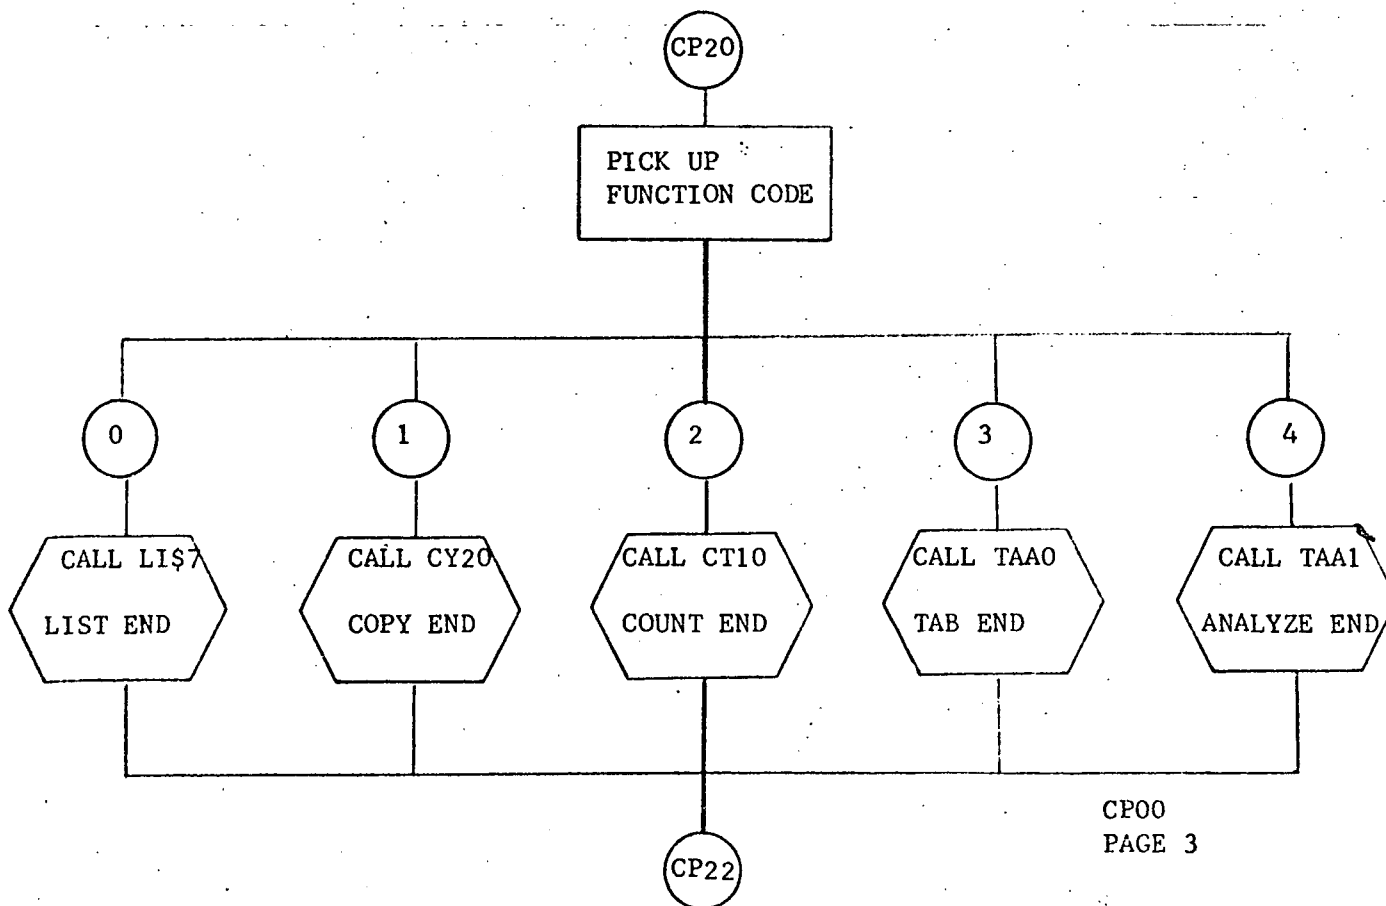 CP20
PICK UP
FUNCTION CODE
0
1
2
3
4
CALL LI$7
LIST END
CALL CY20
COPY END
CALL CT10
COUNT END
CALL TAA0
TAB END
CALL TAA1
ANALYZE END
CP00
PAGE 3
CP22